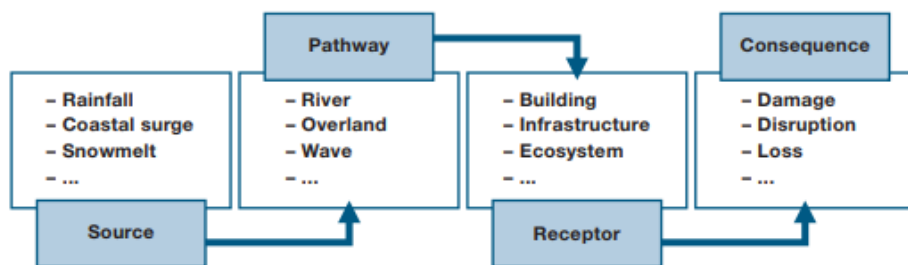 Pathway
Consequence
– Rainfall
– Coastal surge
– Snowmelt
– ...
– River
– Overland
– Wave
– ...
– Building
– Infrastructure
– Ecosystem
– ...
– Damage
– Disruption
– Loss
– ...
Source
Receptor